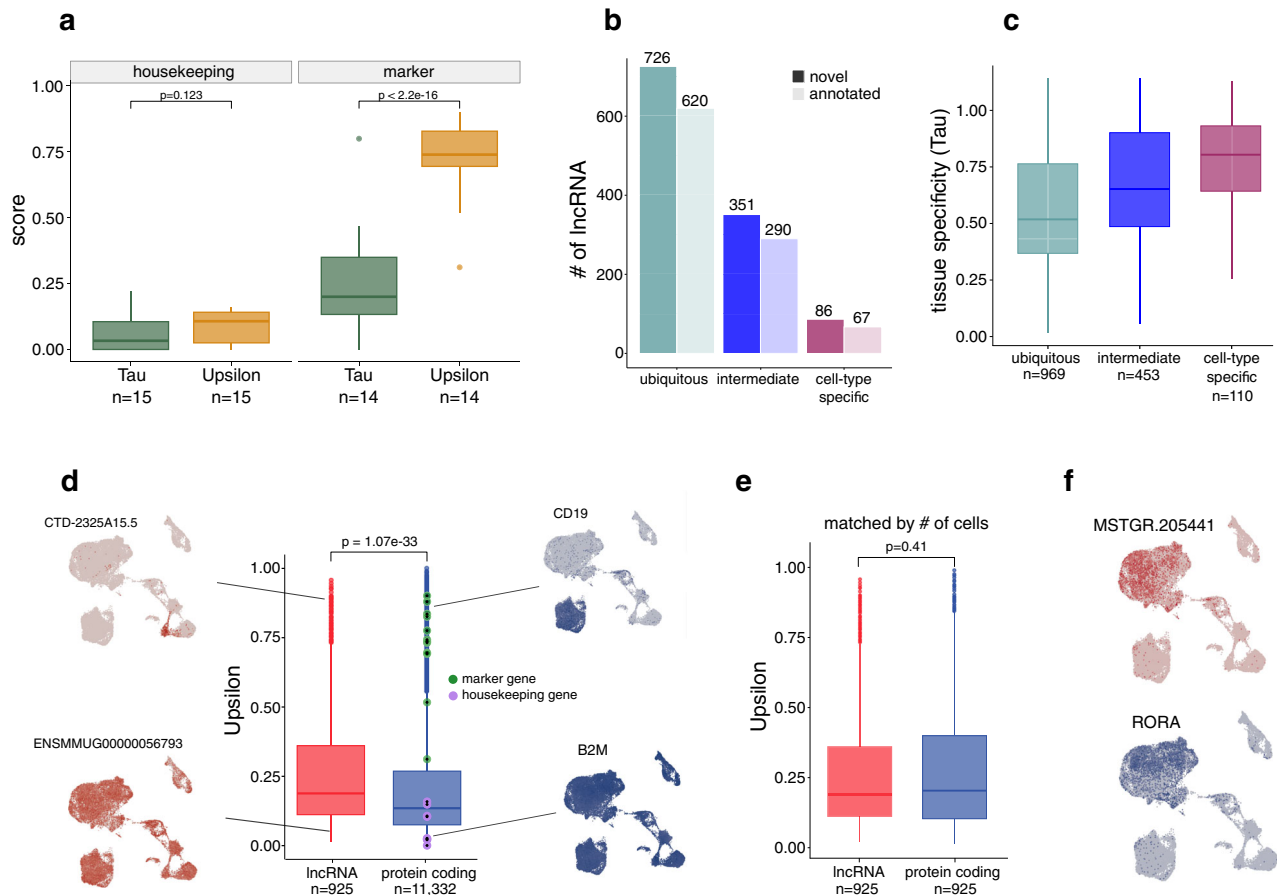 a
housekeeping
marker
p=0.123
p < 2.2e-16
score
1.00
0.75
0.50
0.25
0.00
Tau
n=15
Upsilon
n=15
Tau
n=14
Upsilon
n=14
b
726
620
351
290
86
67
novel
annotated
# of lncRNA
600
400
200
0
ubiquitous
intermediate
cell-type
specific
c
tissue specificity (Tau)
1.00
0.75
0.50
0.25
0.00
ubiquitous
n=969
intermediate
n=453
cell-type
specific
n=110
d
CTD-2325A15.5
ENSMMUG00000056793
p = 1.07e-33
Upsilon
1.00
0.75
0.50
0.25
0.00
marker gene
housekeeping gene
lncRNA
n=925
protein coding
n=11,332
CD19
B2M
e
matched by # of cells
p=0.41
Upsilon
1.00
0.75
0.50
0.25
0.00
lncRNA
n=925
protein coding
n=925
f
MSTGR.205441
RORA